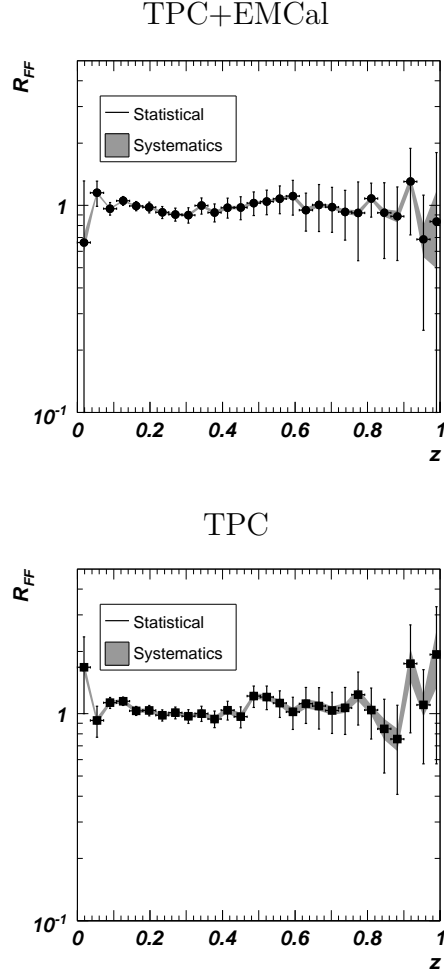 TPC+EMCal
R_FF
Statistical
Systematics
1
10^-1
0 0.2 0.4 0.6 0.8 1
z
TPC
R_FF
Statistical
Systematics
1
10^-1
0 0.2 0.4 0.6 0.8 1
z